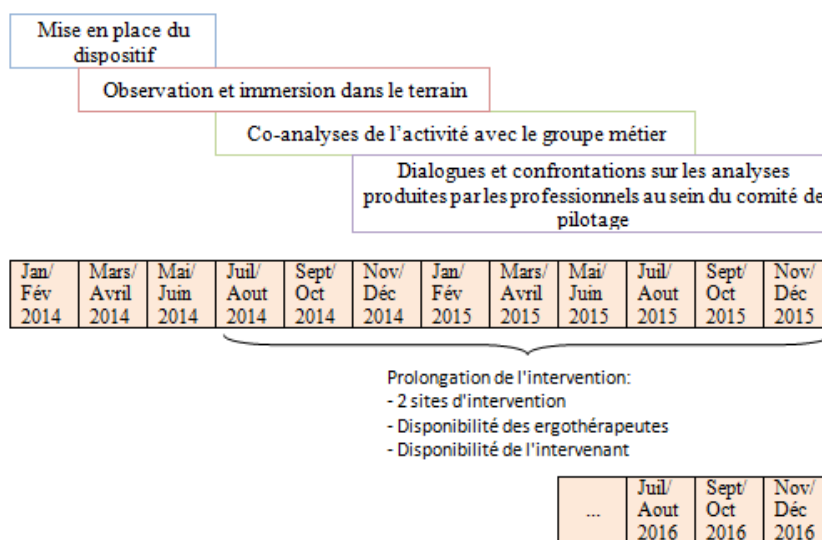 Mise en place du
dispositif
Observation et immersion dans le terrain
Co-analyses de l'activité avec le groupe métier
Dialogues et confrontations sur les analyses
produites par les professionnels au sein du comité de
pilotage
Jan/ Mars/ Mai/ Juil/ Sept/ Nov/ Jan/ Mars/ Mai/ Juil/ Sept/ Nov/
Fév Avril Juin Aout Oct Déc Fév Avril Juin Aout Oct Déc
2014 2014 2014 2014 2014 2014 2015 2015 2015 2015 2015 2015
Prolongation de l'intervention:
- 2 sites d'intervention
- Disponibilité des ergothérapeutes
- Disponibilité de l'intervenant
Juil/ Sept/ Nov/
... Aout Oct Déc
2016 2016 2016